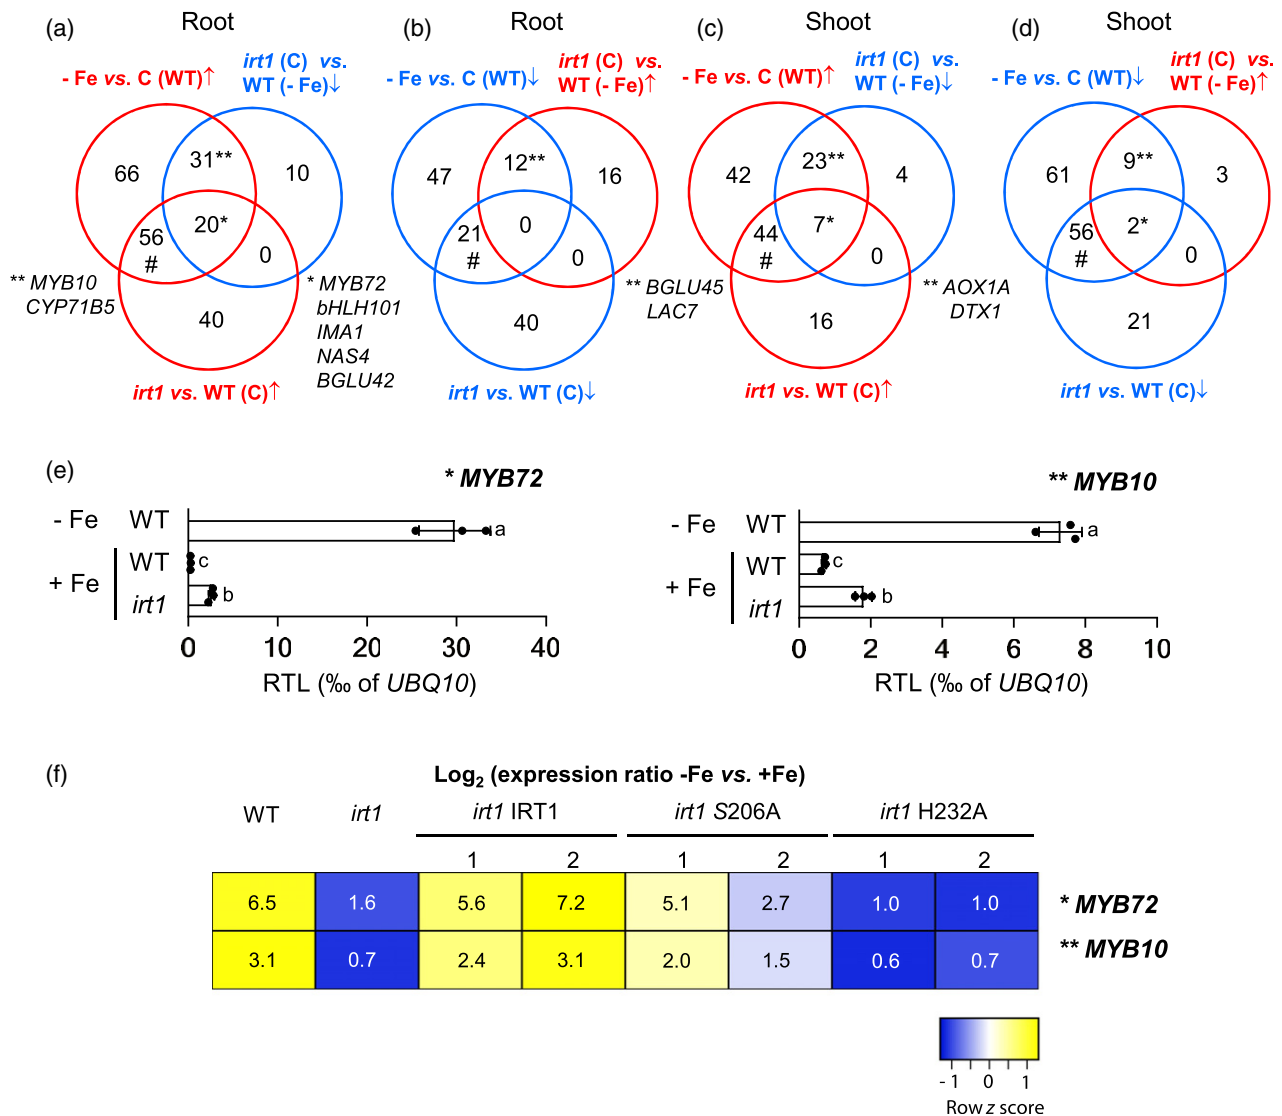 (a) Root
- Fe vs. C (WT)↑
irt1 (C) vs.
WT (- Fe)↓
66
31**
10
20*
56
#
0
40
** MYB10
CYP71B5
* MYB72
bHLH101
IMA1
NAS4
BGLU42
irt1 vs. WT (C)↑
(b) Root
- Fe vs. C (WT)↓
irt1 (C) vs.
WT (- Fe)↑
47
12**
16
0
21
#
0
40
irt1 vs. WT (C)↓
(c) Shoot
- Fe vs. C (WT)↑
irt1 (C) vs.
WT (- Fe)↓
42
23**
4
7*
44
#
0
16
** BGLU45
LAC7
irt1 vs. WT (C)↑
(d) Shoot
- Fe vs. C (WT)↓
irt1 (C) vs.
WT (- Fe)↑
61
9**
3
2*
56
#
0
21
** AOX1A
DTX1
irt1 vs. WT (C)↓
(e)
* MYB72
- Fe WT a
+ Fe
WT c
irt1 b
0 10 20 30 40
RTL (‰ of UBQ10)
** MYB10
- Fe WT a
+ Fe
WT c
irt1 b
0 2 4 6 8 10
RTL (‰ of UBQ10)
(f)
Log2 (expression ratio -Fe vs. +Fe)
WT irt1 irt1 IRT1 irt1 S206A irt1 H232A
1 2 1 2 1 2
6.5 1.6 5.6 7.2 5.1 2.7 1.0 1.0 * MYB72
3.1 0.7 2.4 3.1 2.0 1.5 0.6 0.7 ** MYB10
- 1 0 1
Row z score